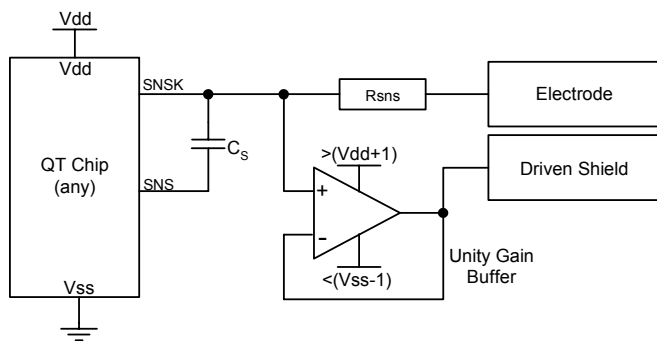 Vdd
Vdd
SNSK
Rsns
Electrode
QT Chip
(any)
CS
>(Vdd+1)
Driven Shield
SNS
+
-
Unity Gain
Buffer
Vss
<(Vss-1)